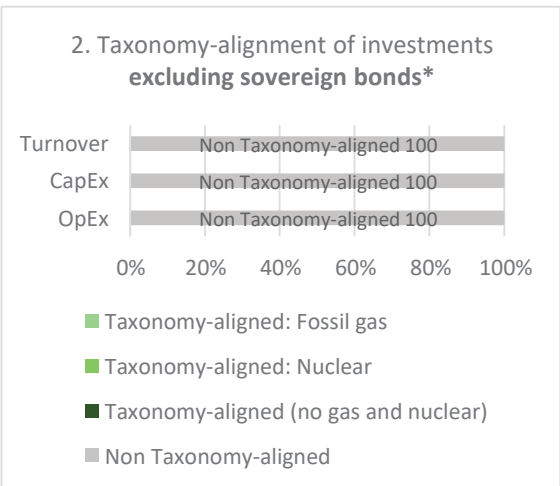 2. Taxonomy-alignment of investments
excluding sovereign bonds*
Turnover Non Taxonomy-aligned 100
CapEx Non Taxonomy-aligned 100
OpEx Non Taxonomy-aligned 100
0% 20% 40% 60% 80% 100%
Taxonomy-aligned: Fossil gas
Taxonomy-aligned: Nuclear
Taxonomy-aligned (no gas and nuclear)
Non Taxonomy-aligned